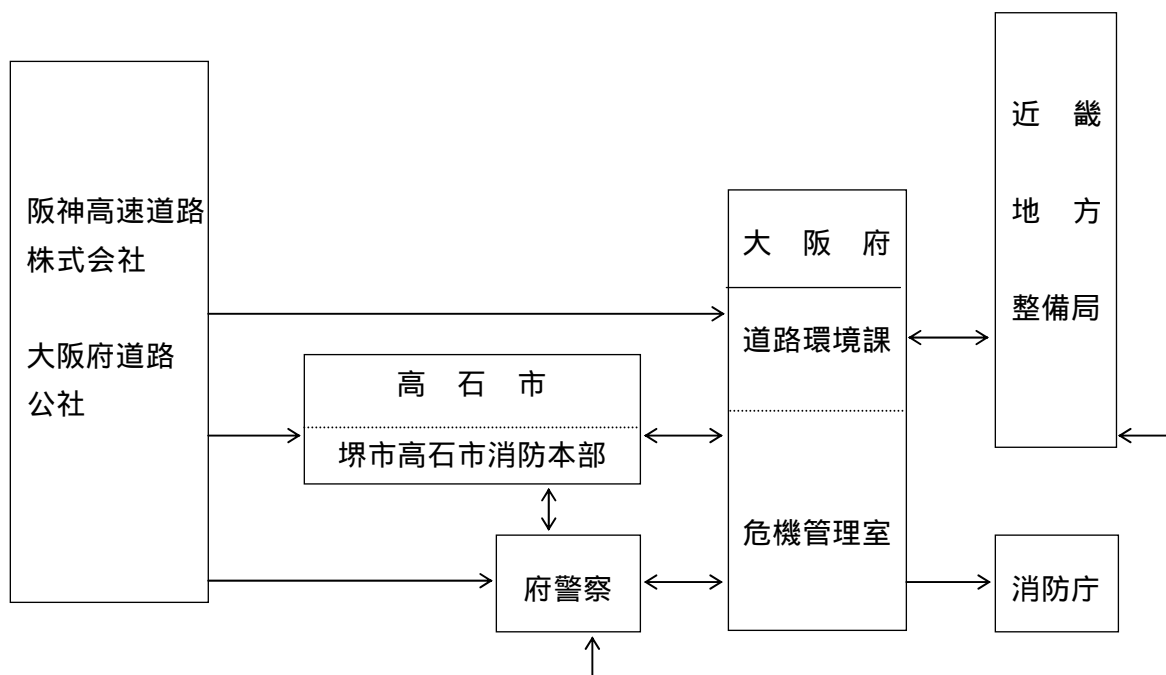 阪神高速道路
株式会社
大阪府道路
公社
高 石 市
堺市高石市消防本部
府警察
大 阪 府
道路環境課
危機管理室
近 畿
地 方
整備局
消防庁